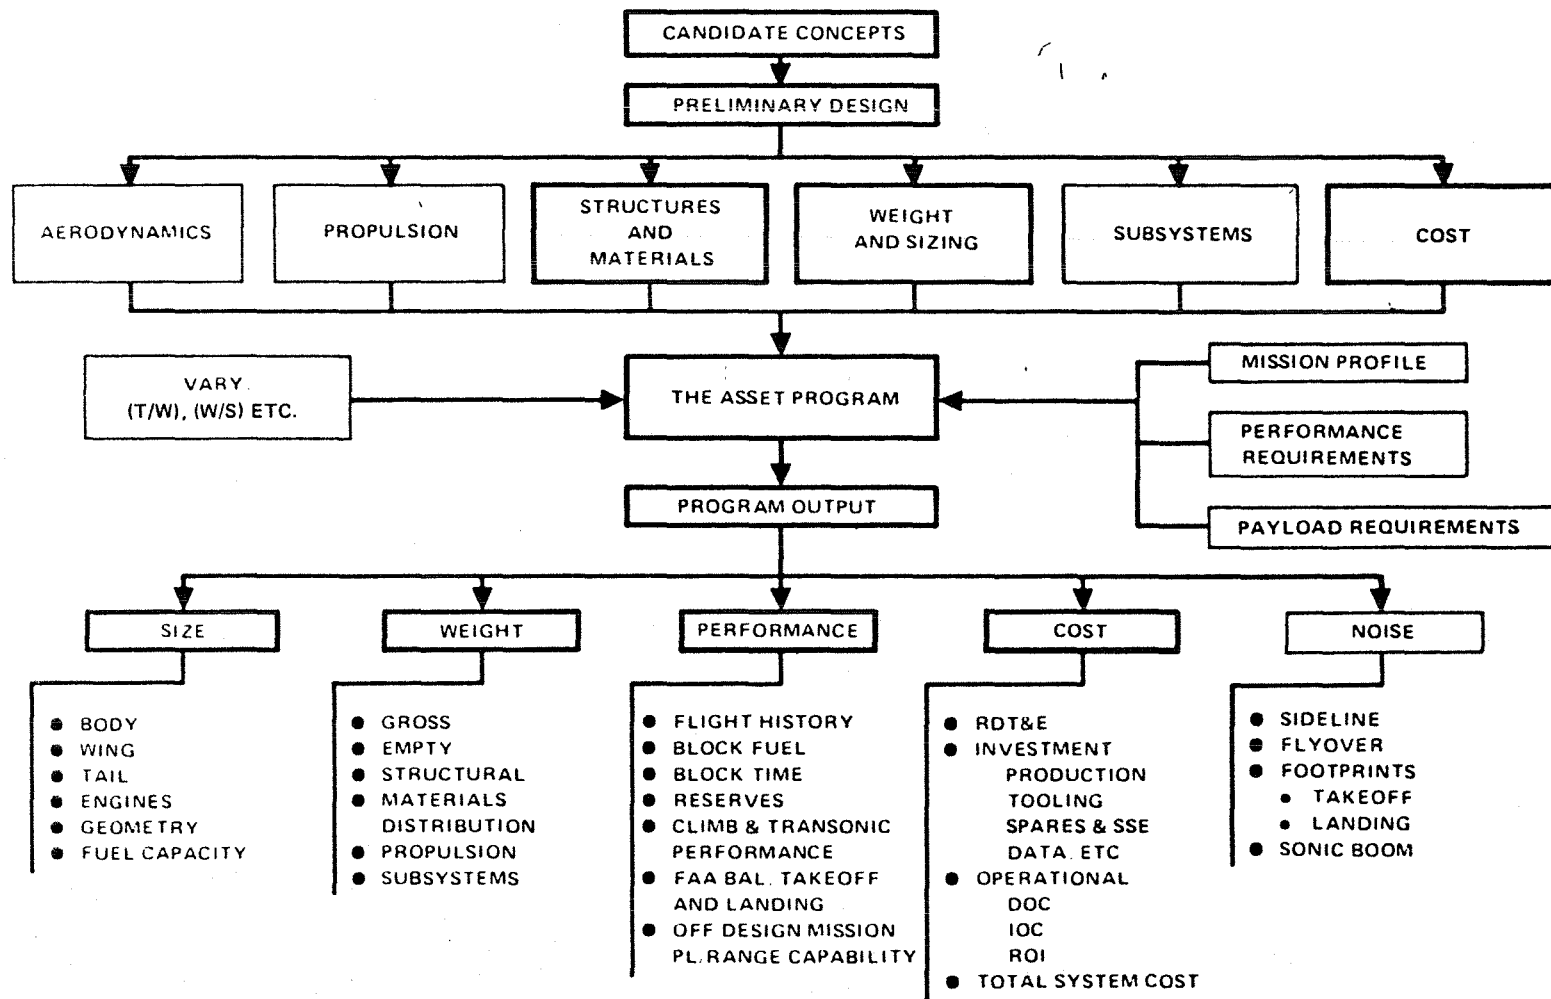 CANDIDATE CONCEPTS
PRELIMINARY DESIGN
AERODYNAMICS
PROPULSION
STRUCTURES
AND
MATERIALS
WEIGHT
AND SIZING
SUBSYSTEMS
COST
VARY
(T/W), (W/S) ETC.
THE ASSET PROGRAM
MISSION PROFILE
PERFORMANCE
REQUIREMENTS
PAYLOAD REQUIREMENTS
PROGRAM OUTPUT
SIZE
● BODY
● WING
● TAIL
● ENGINES
● GEOMETRY
● FUEL CAPACITY
WEIGHT
● GROSS
● EMPTY
● STRUCTURAL
● MATERIALS
DISTRIBUTION
● PROPULSION
● SUBSYSTEMS
PERFORMANCE
● FLIGHT HISTORY
● BLOCK FUEL
● BLOCK TIME
● RESERVES
● CLIMB & TRANSONIC
PERFORMANCE
● FAA BAL. TAKEOFF
AND LANDING
● OFF DESIGN MISSION
PL/RANGE CAPABILITY
COST
● RDT&E
● INVESTMENT
PRODUCTION
TOOLING
SPARES & SSE
DATA. ETC
● OPERATIONAL
DOC
IOC
ROI
● TOTAL SYSTEM COST
NOISE
● SIDELINE
● FLYOVER
● FOOTPRINTS
● TAKEOFF
● LANDING
● SONIC BOOM